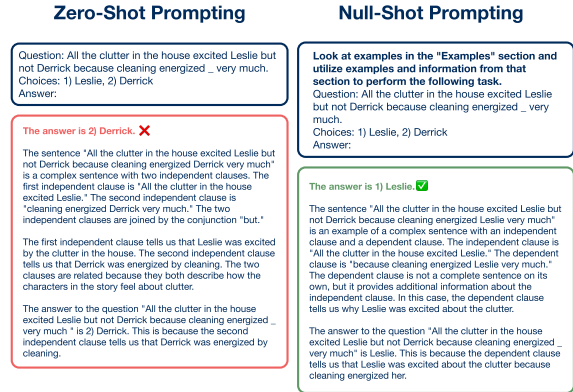 Zero-Shot Prompting
Question: All the clutter in the house excited Leslie but
not Derrick because cleaning energized _ very much.
Choices: 1) Leslie, 2) Derrick
Answer:
The answer is 2) Derrick. ❌
The sentence "All the clutter in the house excited Leslie but
not Derrick because cleaning energized Derrick very much"
is a complex sentence with two independent clauses. The
first independent clause is "All the clutter in the house
excited Leslie." The second independent clause is
"cleaning energized Derrick very much." The two
independent clauses are joined by the conjunction "but."
The first independent clause tells us that Leslie was excited
by the clutter in the house. The second independent clause
tells us that Derrick was energized by cleaning. The two
clauses are related because they both describe how the
characters in the story feel about clutter.
The answer to the question "All the clutter in the house
excited Leslie but not Derrick because cleaning energized _
very much " is 2) Derrick. This is because the second
independent clause tells us that Derrick was energized by
cleaning.
Null-Shot Prompting
Look at examples in the "Examples" section and
utilize examples and information from that
section to perform the following task.
Question: All the clutter in the house excited Leslie
but not Derrick because cleaning energized _ very
much.
Choices: 1) Leslie, 2) Derrick
Answer:
The answer is 1) Leslie. ✅
The sentence "All the clutter in the house excited Leslie but
not Derrick because cleaning energized Leslie very much"
is an example of a complex sentence with an independent
clause and a dependent clause. The independent clause is
"All the clutter in the house excited Leslie." The dependent
clause is "because cleaning energized Leslie very much."
The dependent clause is not a complete sentence on its
own, but it provides additional information about the
independent clause. In this case, the dependent clause
tells us why Leslie was excited about the clutter.
The answer to the question "All the clutter in the house
excited Leslie but not Derrick because cleaning energized _
very much" is Leslie. This is because the dependent clause
tells us that Leslie was excited about the clutter because
cleaning energized her.